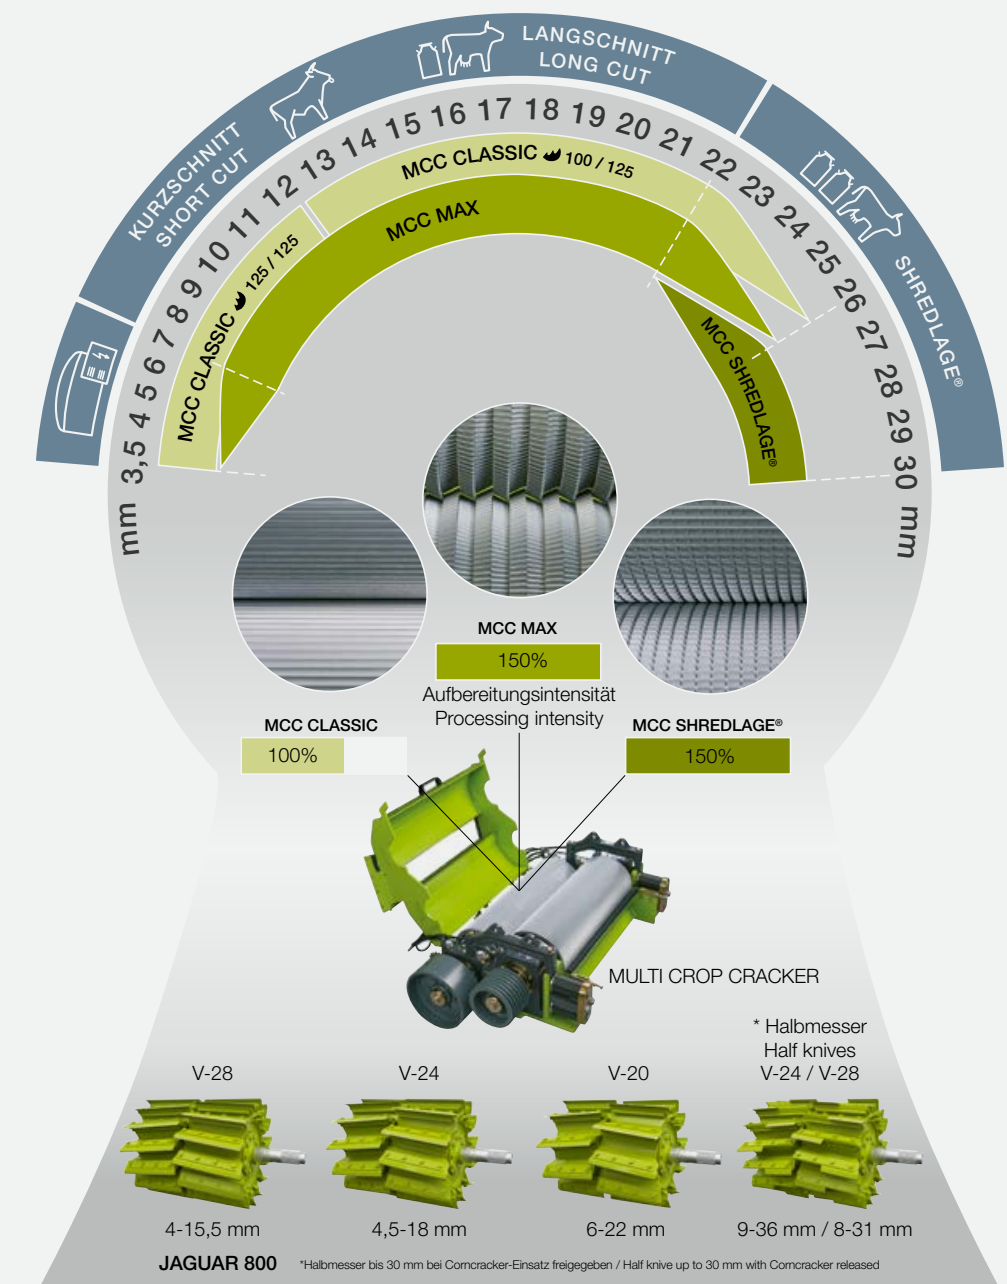 KURZSCHNITT
SHORT CUT
LANGSCHNITT
LONG CUT
SHREDLAGE®
mm 3,5 4 5 6 7 8 9 10 11 12 13 14 15 16 17 18 19 20 21 22 23 24 25 26 27 28 29 30 mm
MCC CLASSIC 125 / 125
MCC CLASSIC 100 / 125
MCC MAX
MCC SHREDLAGE®
MCC MAX
150%
Aufbereitungsintensität
Processing intensity
MCC CLASSIC
100%
MCC SHREDLAGE®
150%
MULTI CROP CRACKER
* Halbmesser
Half knives
V-28
V-24
V-20
V-24 / V-28
4-15,5 mm
4,5-18 mm
6-22 mm
9-36 mm / 8-31 mm
JAGUAR 800
*Halbmesser bis 30 mm bei Corncracker-Einsatz freigegeben / Half knive up to 30 mm with Corncracker released